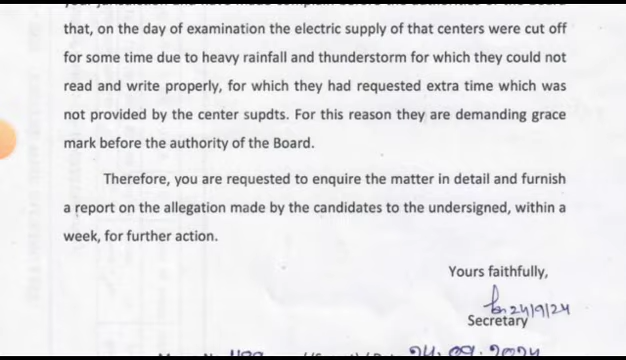 that, on the day of examination the electric supply of that centers were cut off
for some time due to heavy rainfall and thunderstorm for which they could not
read and write properly, for which they had requested extra time which was
not provided by the center supdts. For this reason they are demanding grace
mark before the authority of the Board.
Therefore, you are requested to enquire the matter in detail and furnish
a report on the allegation made by the candidates to the undersigned, within a
week, for further action.
Yours faithfully,
24/9/24
Secretary